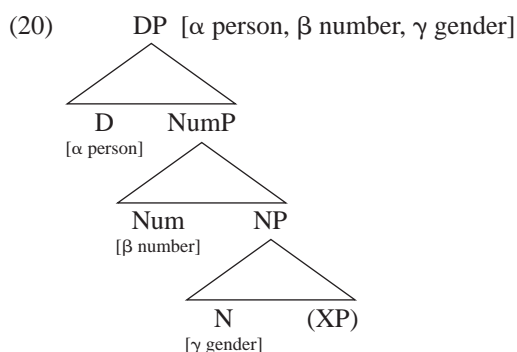 (20) DP [α person, β number, γ gender]
D NumP
[α person]
Num NP
[β number]
N (XP)
[γ gender]